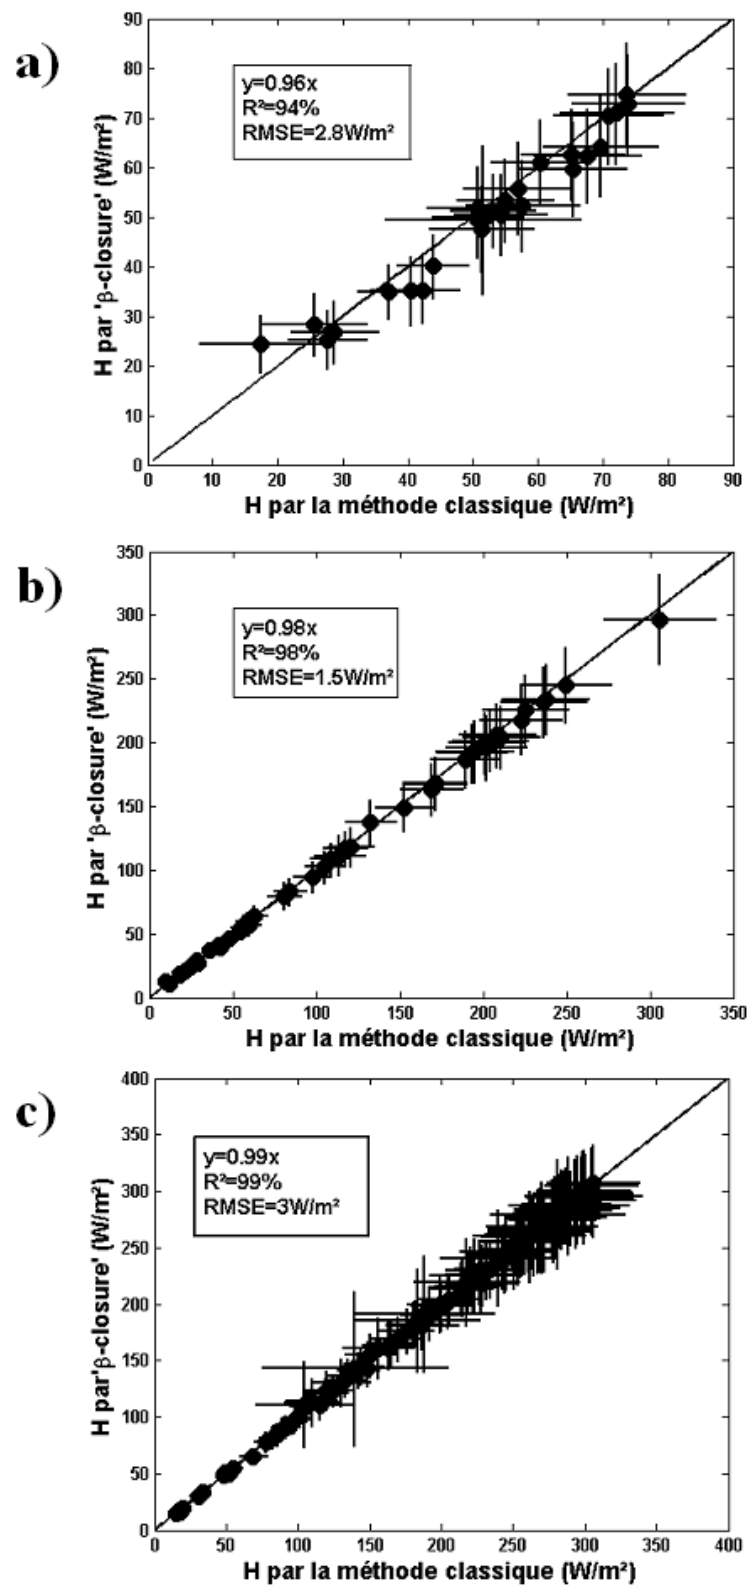 a)
90
80
70
60
50
40
30
20
10
0
H par 'β-closure' (W/m²)
y=0.96x
R²=94%
RMSE=2.8W/m²
0 10 20 30 40 50 60 70 80 90
H par la méthode classique (W/m²)
b)
350
300
250
200
150
100
50
0
H par 'β-closure' (W/m²)
y=0.98x
R²=98%
RMSE=1.5W/m²
0 50 100 150 200 250 300 350
H par la méthode classique (W/m²)
c)
400
350
300
250
200
150
100
50
0
H par'β-closure' (W/m²)
y=0.99x
R²=99%
RMSE=3W/m²
0 50 100 150 200 250 300 350 400
H par la méthode classique (W/m²)